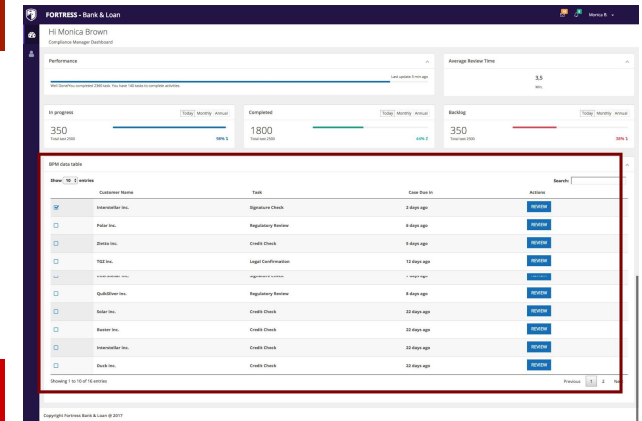 FORTRESS - Bank & Loan
Monica B.
Hi Monica Brown
Compliance Manager Dashboard
Performance
Last update: 0 min ago
Well Done! You completed 2360 task. You have 140 tasks to complete activities.
Average Review Time
3,5
Min.
In progress
Today Monthly Annual
350
Total task 2500
98%
Completed
Today Monthly Annual
1800
Total task 2500
44%
Backlog
Today Monthly Annual
350
Total task 2500
38%
BPM data table
Show 10 entries
Search:
Customer Name Task Case Due in Actions
Interstellar Inc. Signature Check 2 days ago REVIEW
Polar Inc. Regulatory Review 6 days ago REVIEW
Credit Check 5 days ago REVIEW
TGZ Inc. Legal Confirmation 12 days ago REVIEW
QuikSilver Inc. Regulatory Review 9 days ago REVIEW
Solar Inc. Credit Check 22 days ago REVIEW
Buster Inc. Credit Check 22 days ago REVIEW
Interstellar Inc. Credit Check 22 days ago REVIEW
Duck Inc. Credit Check 22 days ago REVIEW
Showing 1 to 10 of 16 entries
Previous 1 2 Next
Copyright Fortress Bank & Loan @ 2017